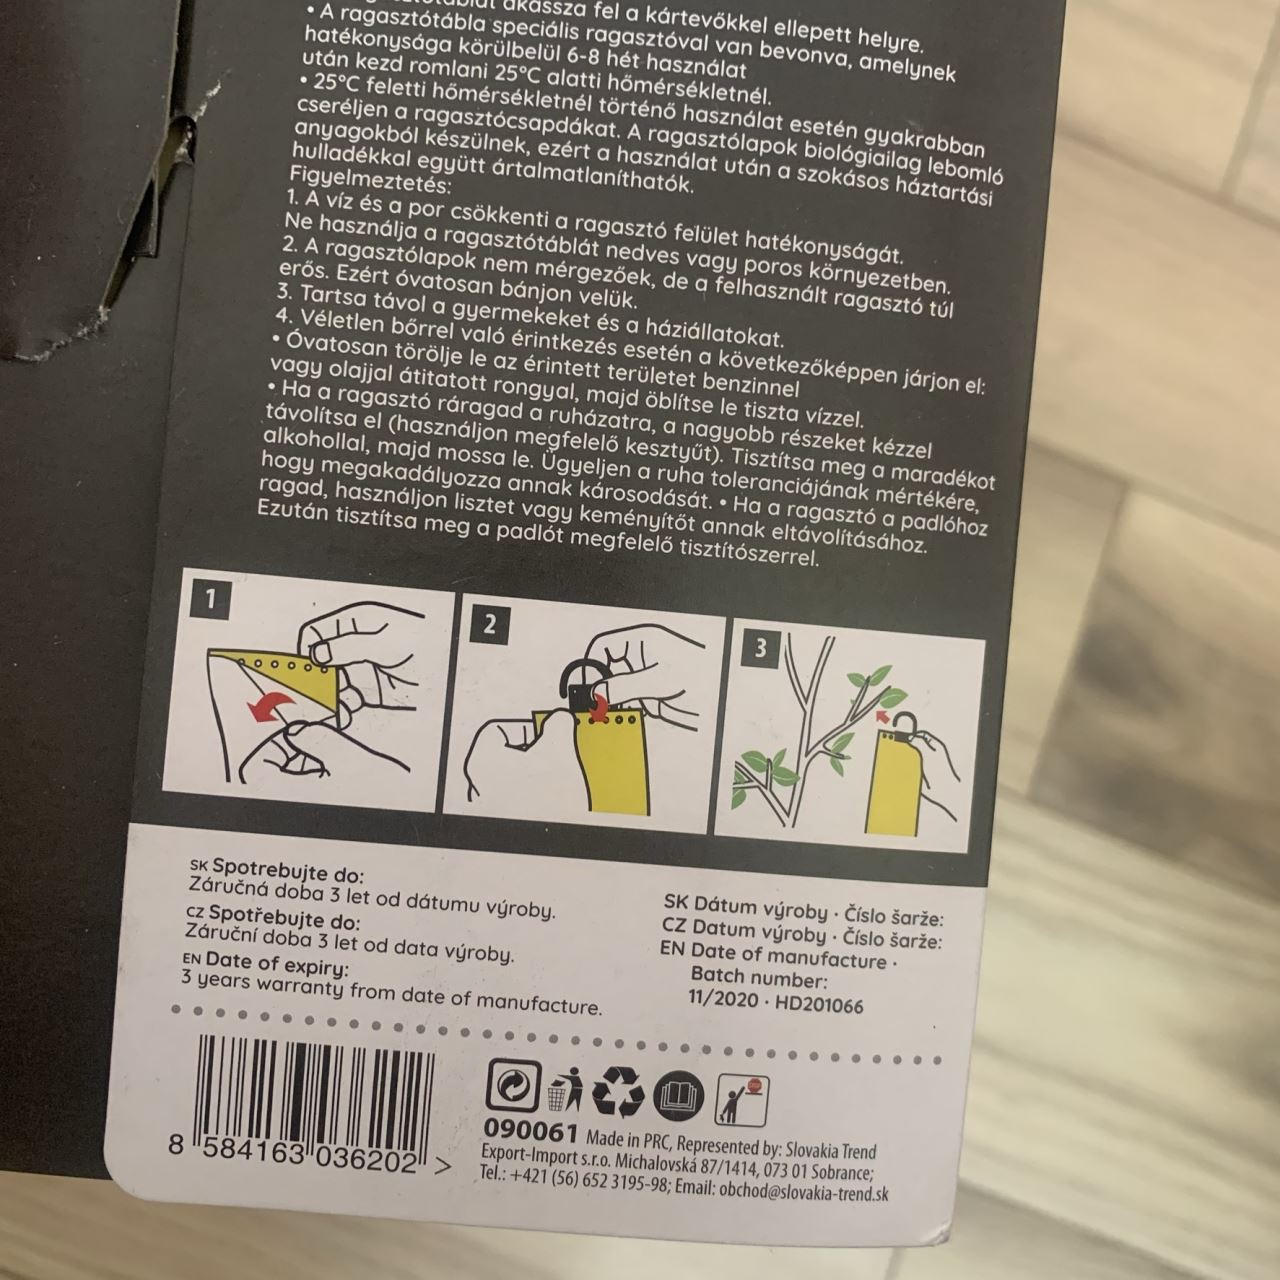 akassza fel a kártevőkkel ellepett helyre.
• A ragasztótábla speciális ragasztóval van bevonva, amelynek
hatékonysága körülbelül 6-8 hét használat
után kezd romlani 25°C alatti hőmérsékletnél.
• 25°C feletti hőmérsékletnél történő használat esetén gyakrabban
cseréljen a ragasztócsapdákat. A ragasztólapok biológiailag lebomló
anyagokból készülnek, ezért a használat után a szokásos háztartási
hulladékkal együtt ártalmatlaníthatók.
Figyelmeztetés:
1. A víz és a por csökkenti a ragasztó felület hatékonyságát.
Ne használja a ragasztótáblát nedves vagy poros környezetben.
2. A ragasztólapok nem mérgezőek, de a felhasznált ragasztó túl
erős. Ezért óvatosan bánjon velük.
3. Tartsa távol a gyermekeket és a háziállatokat.
4. Véletlen bőrrel való érintkezés esetén a következőképpen járjon el:
• Óvatosan törölje le az érintett területet benzinnel
vagy olajjal átitatott rongyal, majd öblítse le tiszta vízzel.
• Ha a ragasztó ráragad a ruházatra, a nagyobb részeket kézzel
távolítsa el (használjon megfelelő kesztyűt). Tisztítsa meg a maradékot
alkohollal, majd mossa le. Ügyeljen a ruha toleranciájának mértékére,
hogy megakadályozza annak károsodását. • Ha a ragasztó a padlóhoz
ragad, használjon lisztet vagy keményítőt annak eltávolításához.
Ezután tisztítsa meg a padlót megfelelő tisztítószerrel.
1
2
3
SK Spotrebujte do:
Záručná doba 3 let od dátumu výroby.
CZ Spotřebujte do:
Záruční doba 3 let od data výroby.
EN Date of expiry:
3 years warranty from date of manufacture.
SK Dátum výroby · Číslo šarže:
CZ Datum výroby · Číslo šarže:
EN Date of manufacture ·
Batch number:
11/2020 · HD201066
8 584163 036202 >
090061 Made in PRC, Represented by: Slovakia Trend
Export-Import s.r.o. Michalovská 87/1414, 073 01 Sobrance;
Tel.: +421 (56) 652 3195-98; Email: obchod@slovakia-trend.sk